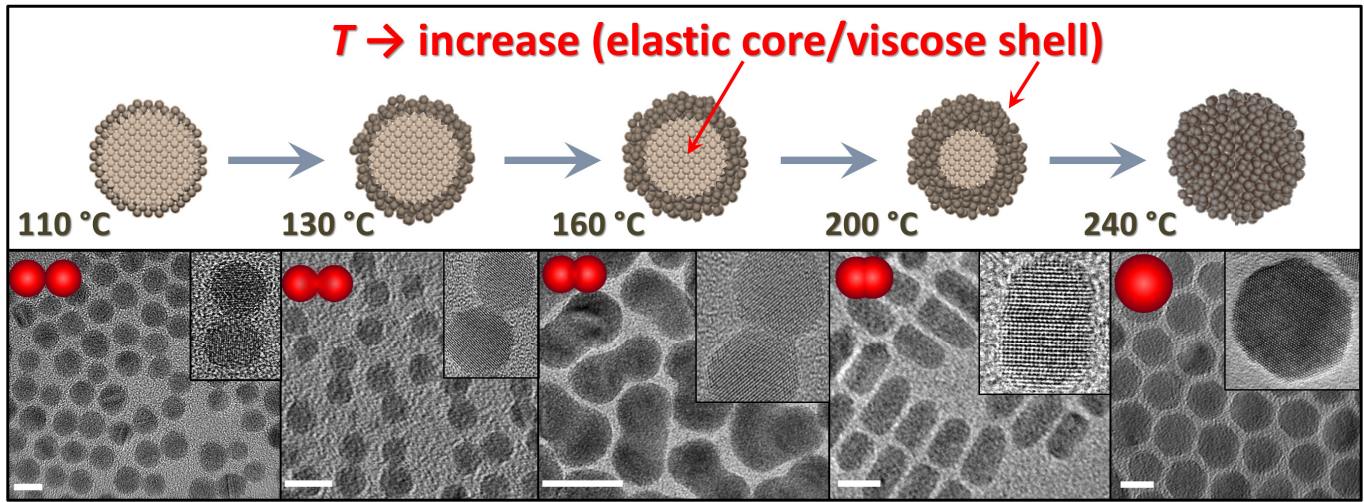 T → increase (elastic core/viscose shell)
110 °C
130 °C
160 °C
200 °C
240 °C